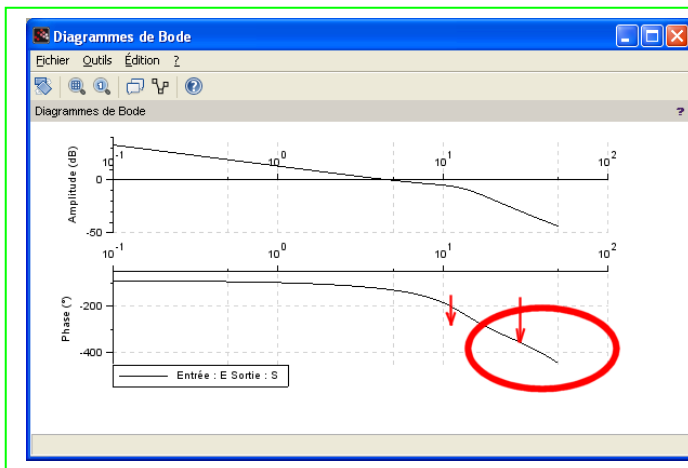 Diagrammes de Bode
Fichier Outils Édition ?
Diagrammes de Bode ?
10^-1 10^0 10^1 10^2
Amplitude (dB)
0
-50
10^-1 10^0 10^1 10^2
Phase (°)
-200
-400
Entrée : E Sortie : S